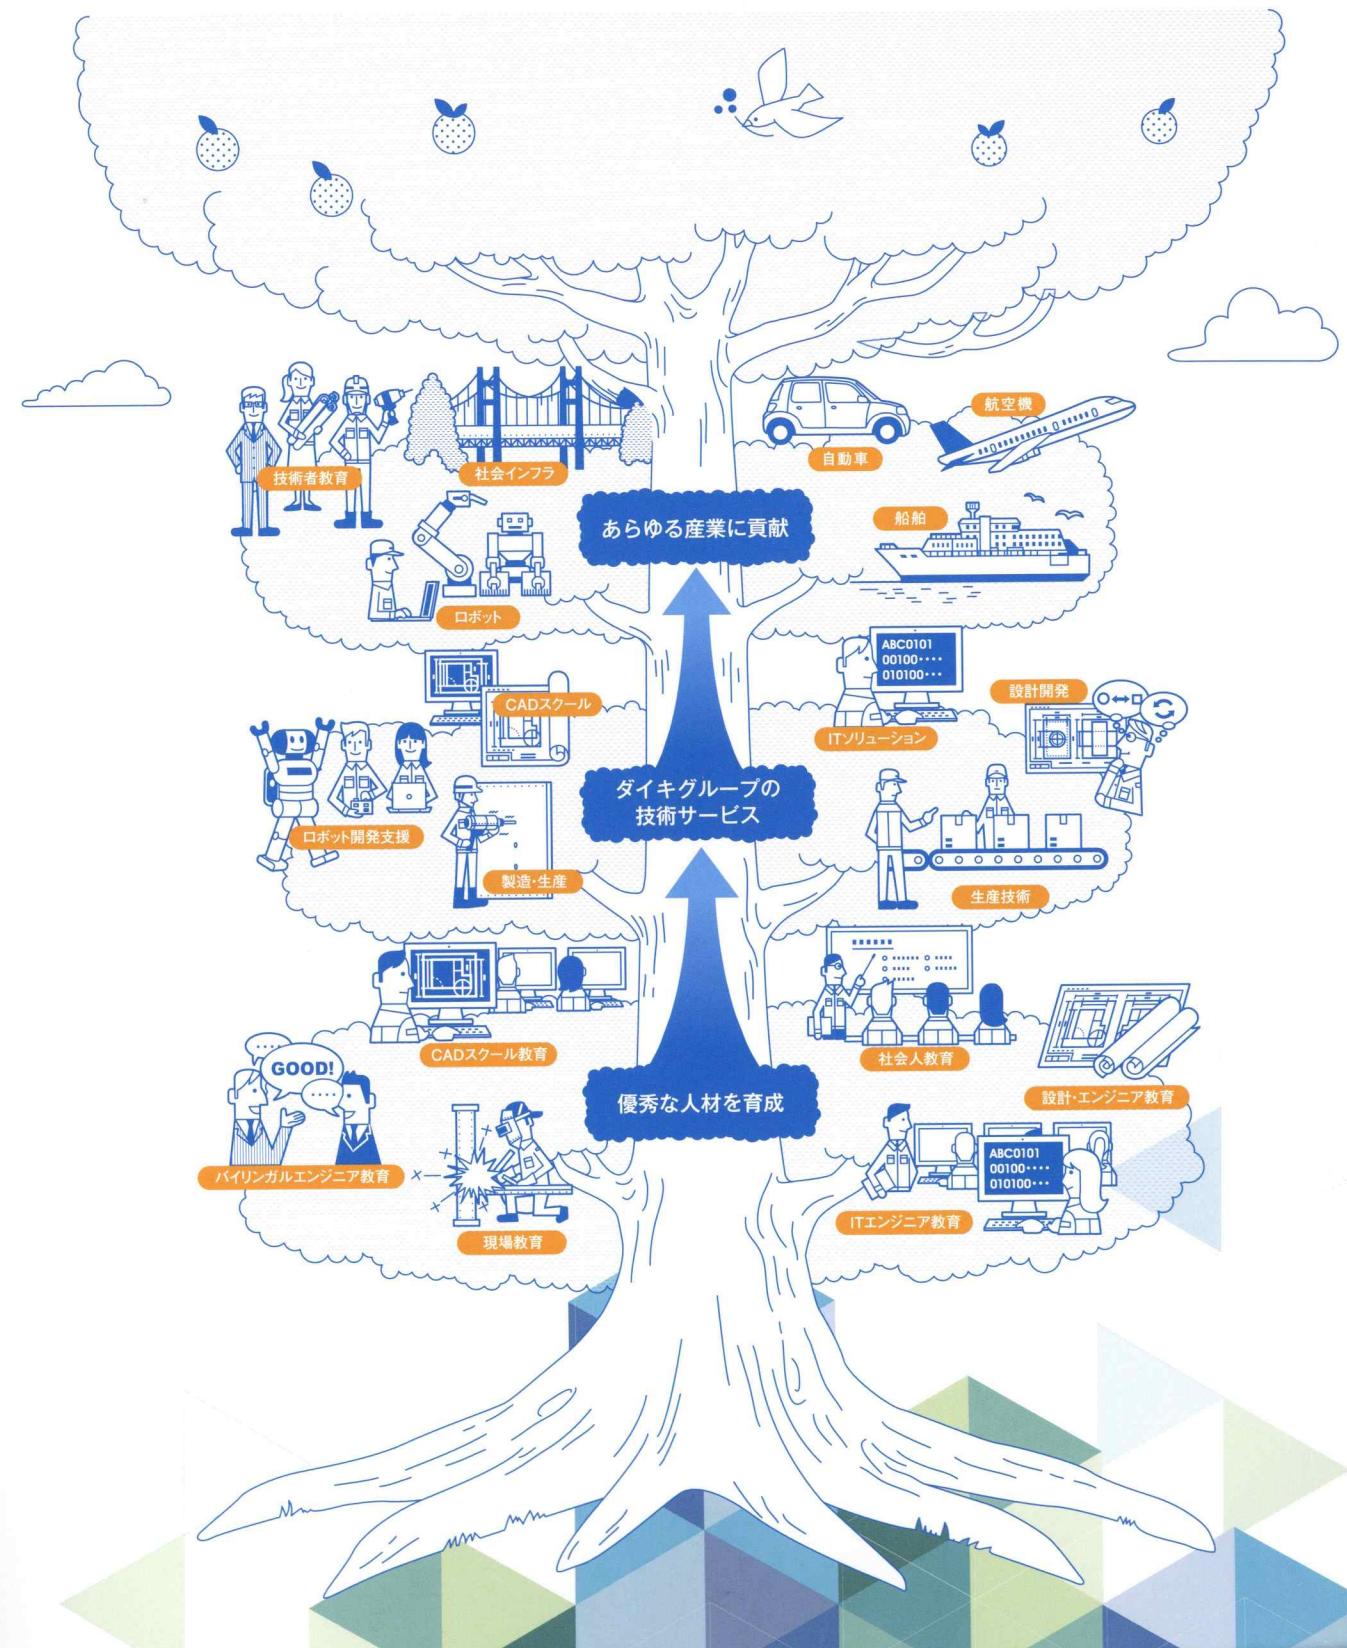 航空機
自動車
技術者教育
社会インフラ
あらゆる産業に貢献
船舶
ロボット
ABC0101
00100····
010100···
CADスクール
設計開発
ITソリューション
ダイキグループの
技術サービス
ロボット開発支援
製造・生産
生産技術
CADスクール教育
社会人教育
GOOD!
設計・エンジニア教育
優秀な人材を育成
ABC0101
00100····
010100···
バイリンガルエンジニア教育
ITエンジニア教育
現場教育